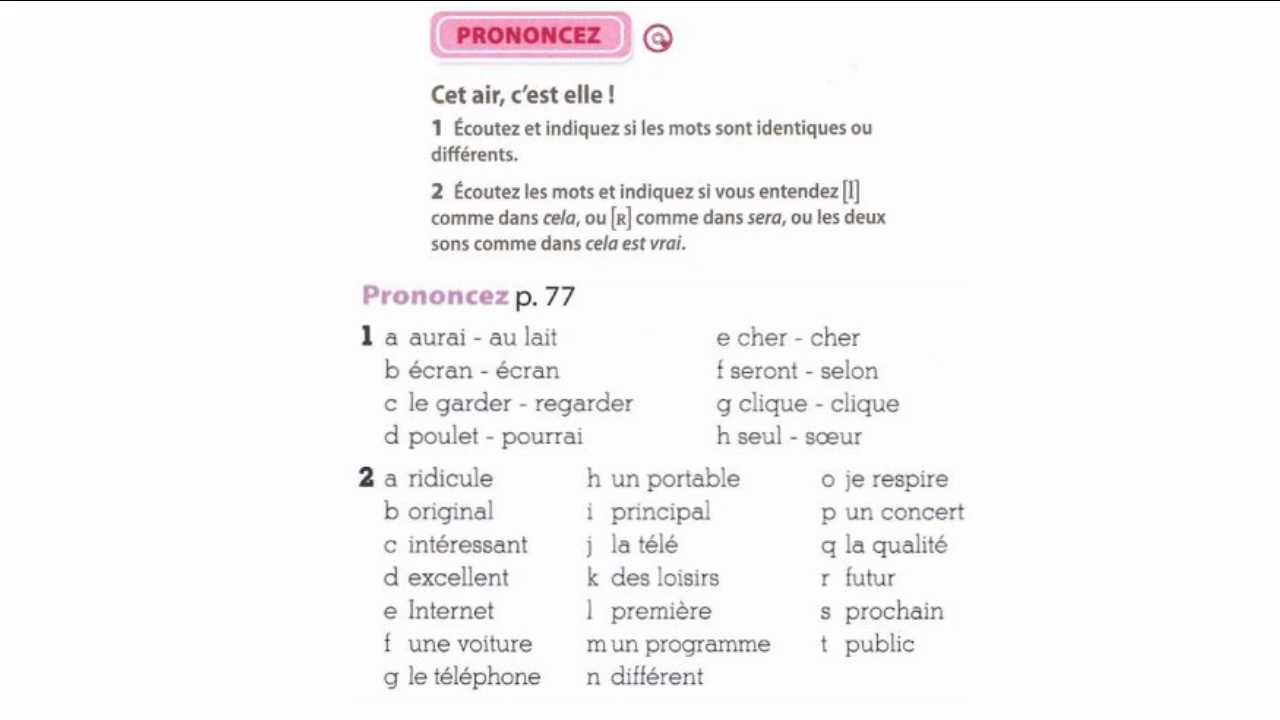 PRONONCEZ
Cet air, c'est elle !
1 Écoutez et indiquez si les mots sont identiques ou
différents.
2 Écoutez les mots et indiquez si vous entendez [l]
comme dans cela, ou [ʀ] comme dans sera, ou les deux
sons comme dans cela est vrai.
Prononcez p. 77
1 a aurai - au lait e cher - cher
b écran - écran f seront - selon
c le garder - regarder g clique - clique
d poulet - pourrai h seul - sœur
2 a ridicule h un portable o je respire
b original i principal p un concert
c intéressant j la télé q la qualité
d excellent k des loisirs r futur
e Internet l première s prochain
f une voiture m un programme t public
g le téléphone n différent